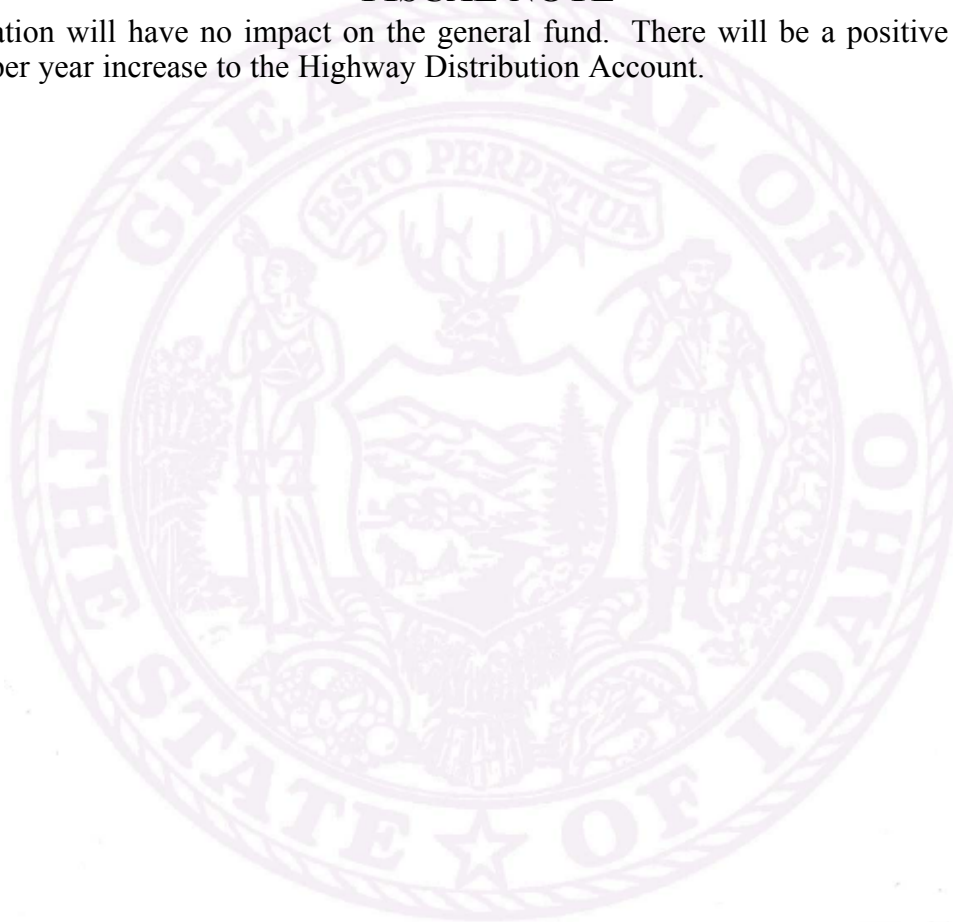 FISCAL NOTE
ation will have no impact on the general fund. There will be a positive
per year increase to the Highway Distribution Account.
THE GREAT SEAL OF
THE STATE ☆ OF IDAHO
ESTO PERPETUA